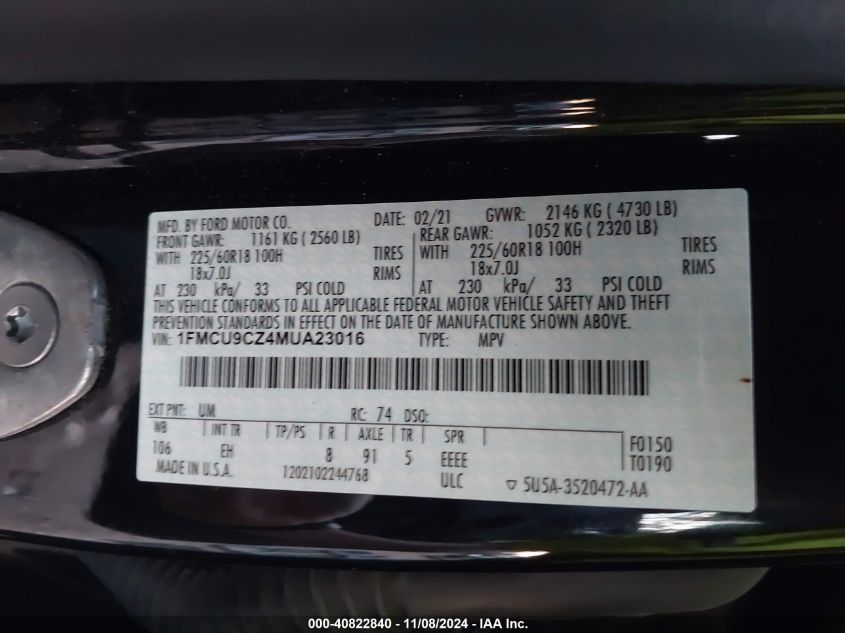 MFD. BY FORD MOTOR CO. DATE: 02/21 GVWR: 2146 KG ( 4730 LB)
FRONT GAWR: 1161 KG ( 2560 LB) REAR GAWR: 1052 KG ( 2320 LB)
WITH 225/60R18 100H TIRES WITH 225/60R18 100H TIRES
18x7.0J RIMS 18x7.0J RIMS
AT 230 kPa/ 33 PSI COLD AT 230 kPa/ 33 PSI COLD
THIS VEHICLE CONFORMS TO ALL APPLICABLE FEDERAL MOTOR VEHICLE SAFETY AND THEFT
PREVENTION STANDARDS IN EFFECT ON THE DATE OF MANUFACTURE SHOWN ABOVE.
VIN: 1FMCU9CZ4MUA23016 TYPE: MPV
EXT PNT: UM RC: 74 DSO:
WB INT TR TP/PS R AXLE TR SPR
106 EH 8 91 5 EEEE F0150
MADE IN U.S.A. 1202102244768 ULC T0190
▽ 5U5A-3520472-AA
000-40822840 - 11/08/2024 - IAA Inc.